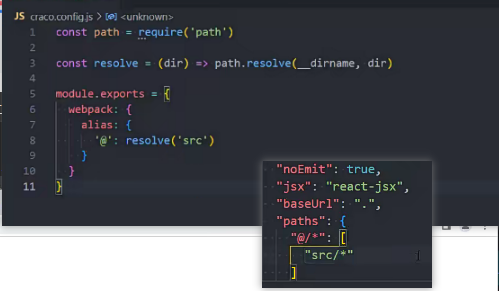 JS craco.config.js > <unknown>
1 const path = require('path')
2
3 const resolve = (dir) => path.resolve(__dirname, dir)
4
5 module.exports = {
6 webpack: {
7 alias: {
8 '@': resolve('src')
9 }
10 }
11 }
"noEmit": true,
"jsx": "react-jsx",
"baseUrl": ".",
"paths": {
"@/*": [
"src/*"
]